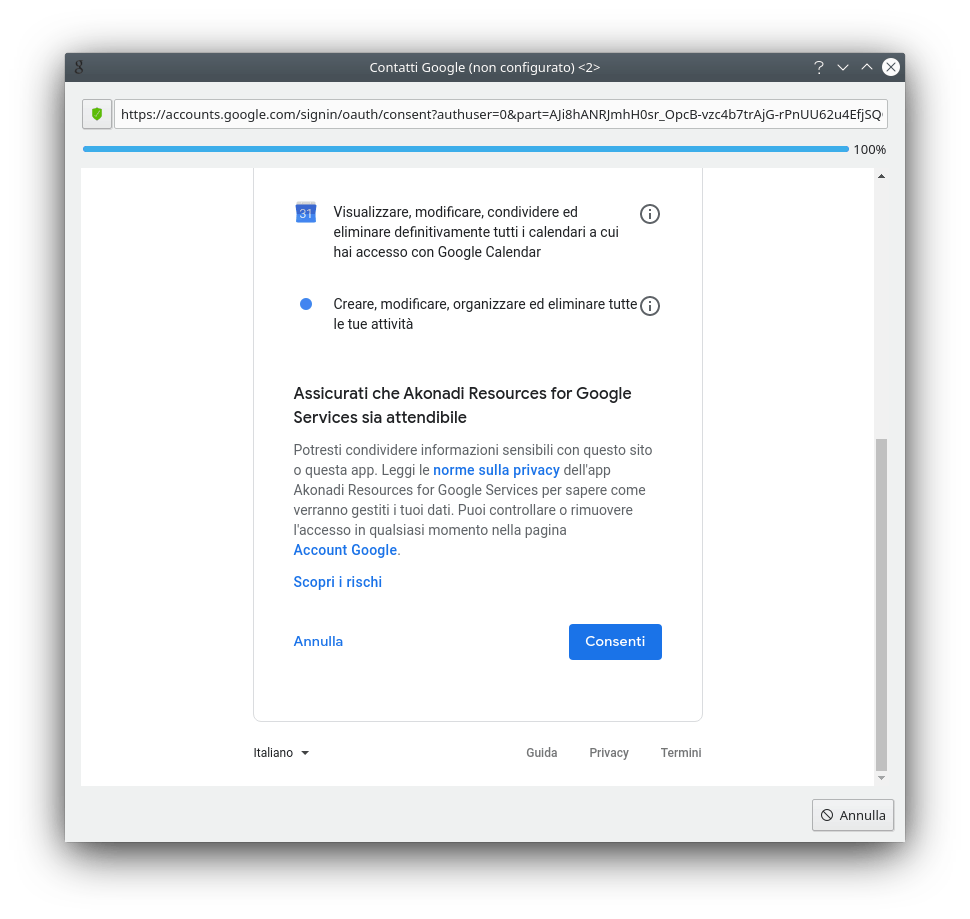 Contatti Google (non configurato) <2>
https://accounts.google.com/signin/oauth/consent?authuser=0&part=AJi8hANRJmhH0sr_OpcB-vzc4b7trAjG-rPnUU62u4EfjSQ
100%
31
Visualizzare, modificare, condividere ed
eliminare definitivamente tutti i calendari a cui
hai accesso con Google Calendar
Creare, modificare, organizzare ed eliminare tutte
le tue attività
Assicurati che Akonadi Resources for Google
Services sia attendibile
Potresti condividere informazioni sensibili con questo sito
o questa app. Leggi le norme sulla privacy dell'app
Akonadi Resources for Google Services per sapere come
verranno gestiti i tuoi dati. Puoi controllare o rimuovere
l'accesso in qualsiasi momento nella pagina
Account Google.
Scopri i rischi
Annulla Consenti
Italiano Guida Privacy Termini
Annulla